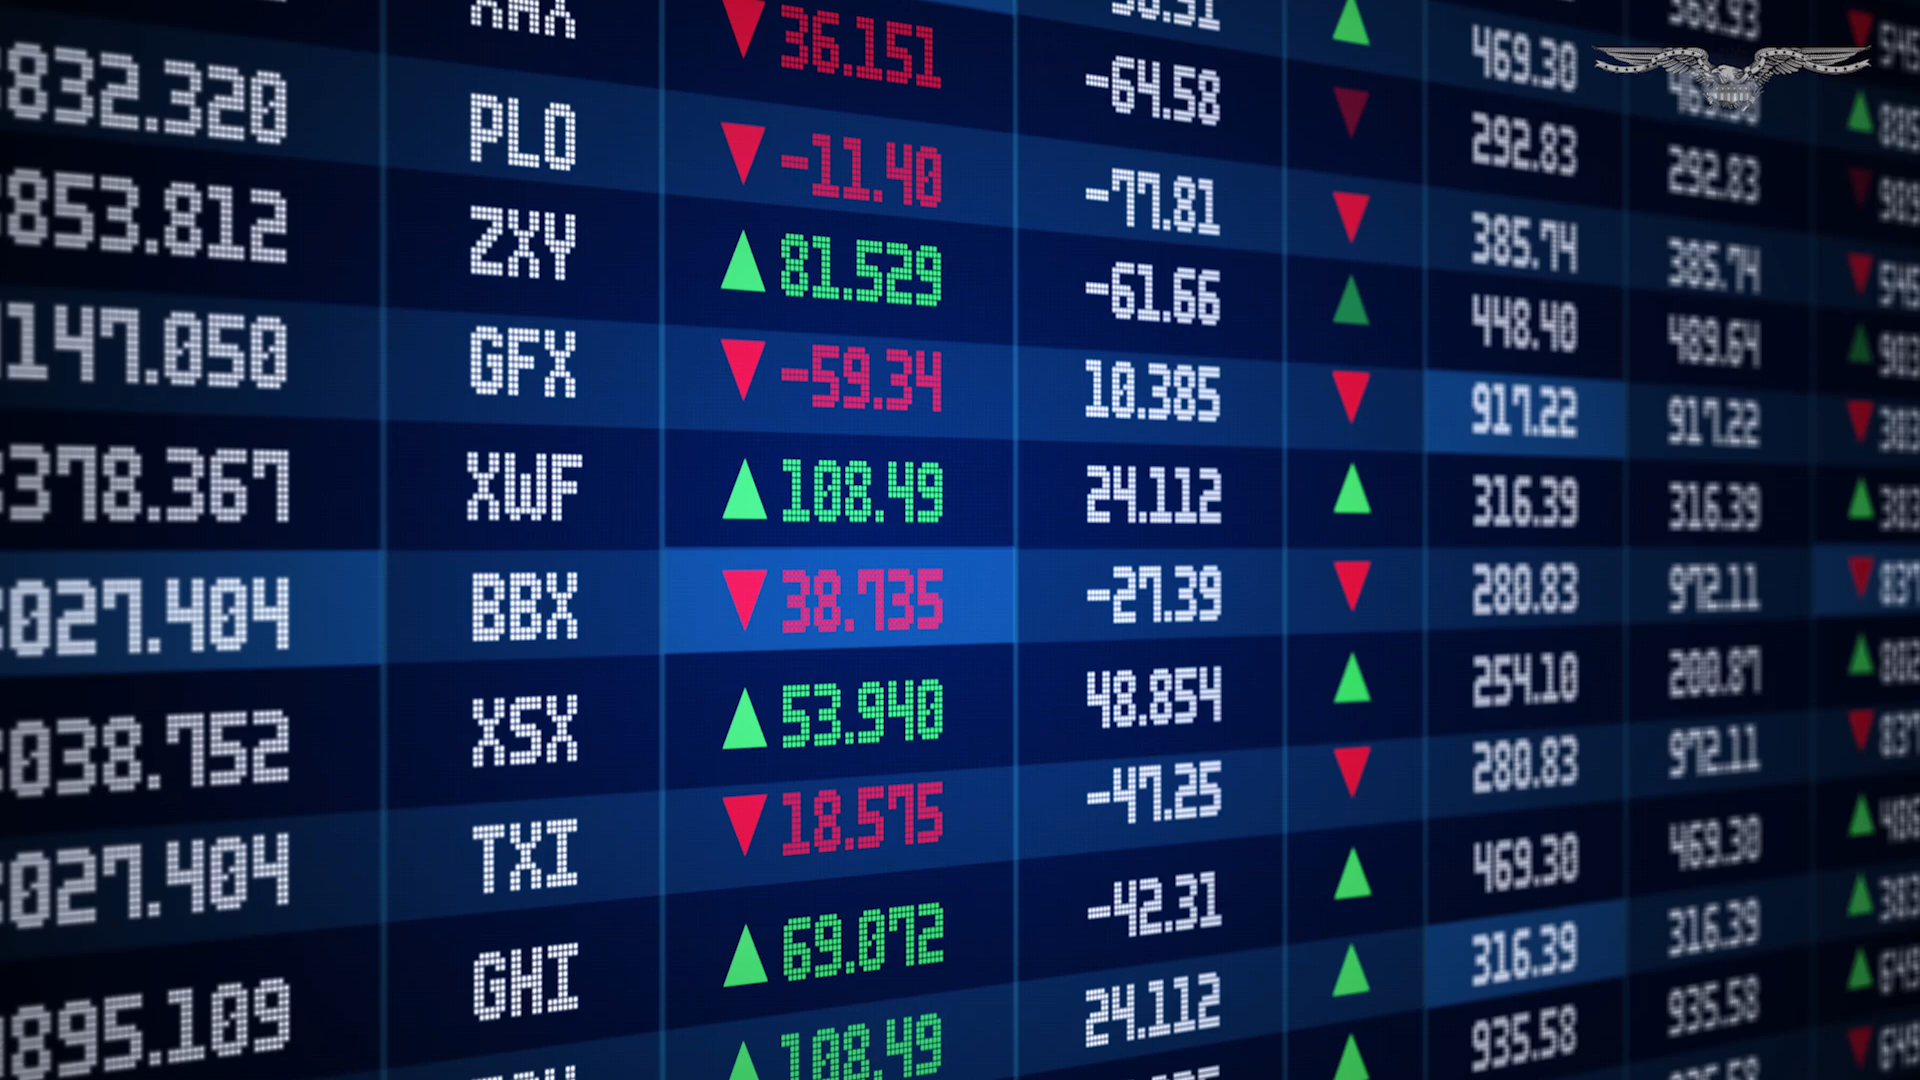 36.151 469.30
832.320 PLO -11.40 -64.58 292.83 292.83
853.812 ZXY 81.529 -77.81 385.74 385.74
147.050 GFX -59.34 -61.66 448.40 489.64
10.385 917.22 917.22
378.367 XWF 108.49 24.112 316.39 316.39
027.404 BBX 38.735 -27.39 280.83 972.11
038.752 XSX 53.940 48.854 254.10 200.87
027.404 TXI 18.575 -47.25 280.83 972.11
895.109 GHI 69.072 -42.31 469.30 469.30
108.49 24.112 316.39 316.39
935.58 935.58